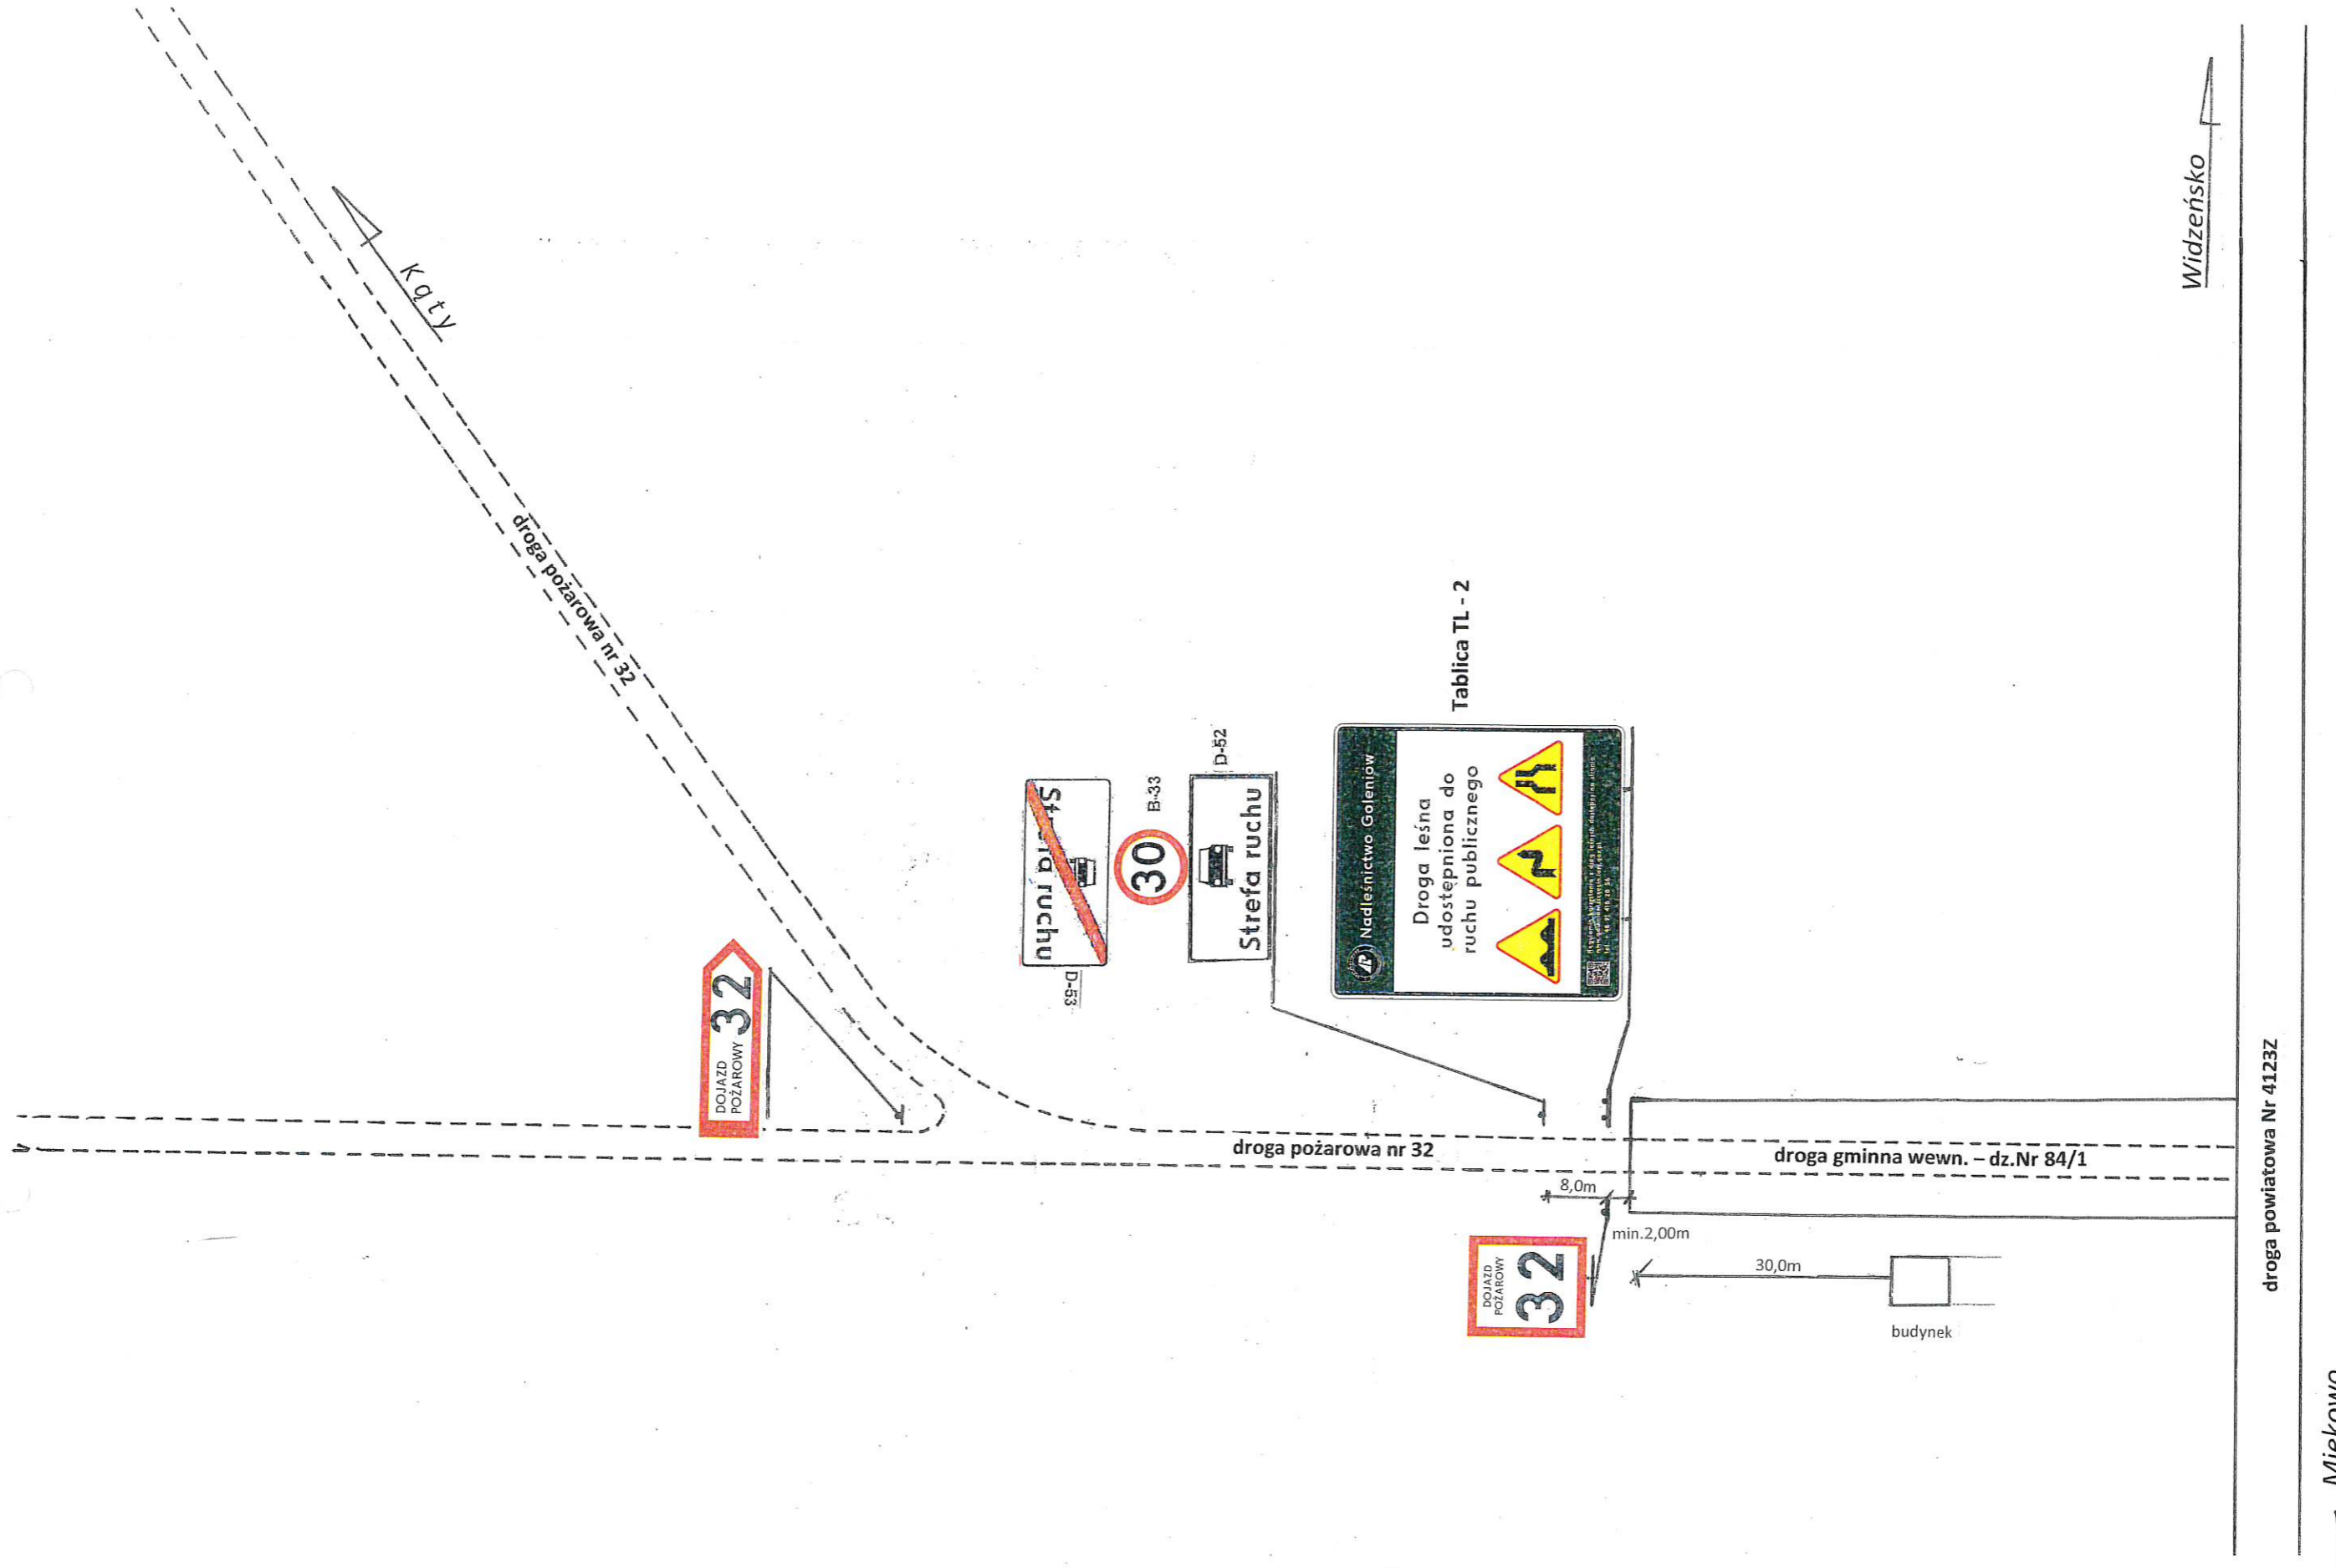 Kąty
Widzeńsko
droga pożarowa nr 32
DOJAZD
POŻAROWY 32
Strefa ruchu
D-53
30
B-33
Strefa ruchu
D-52
Tablica TL - 2
Nadleśnictwo Goleniów
Droga leśna
udostępniona do
ruchu publicznego
droga pożarowa nr 32
droga gminna wewn. – dz.Nr 84/1
8,0m
min.2,00m
30,0m
DOJAZD
POŻAROWY
32
budynek
droga powiatowa Nr 4123Z
Miękowo